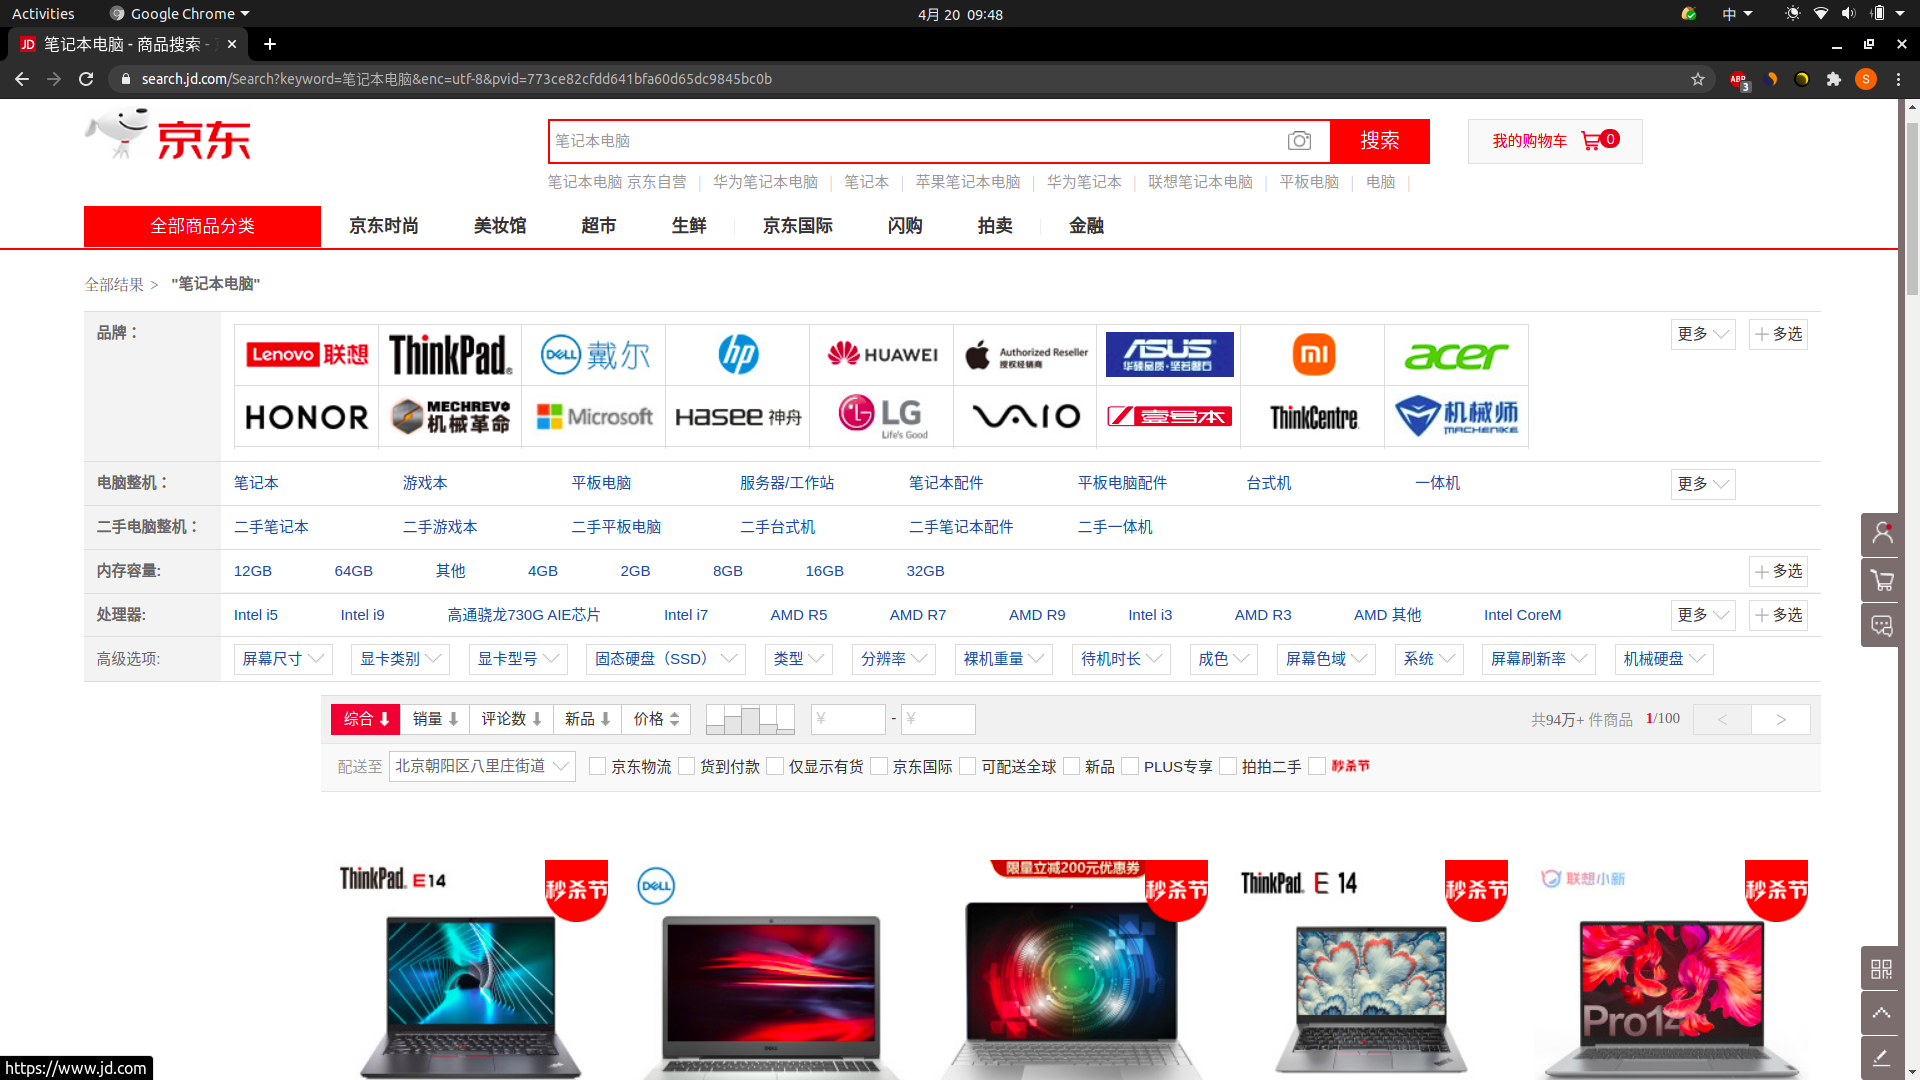 Activities Google Chrome 4月 20 09:48 中
JD 笔记本电脑 - 商品搜索 -
search.jd.com/Search?keyword=笔记本电脑&enc=utf-8&pvid=773ce82cfdd641bfa60d65dc9845bc0b ABP 3 S
京东 笔记本电脑 搜索 我的购物车 0
笔记本电脑 京东自营 | 华为笔记本电脑 | 笔记本 | 苹果笔记本电脑 | 华为笔记本 | 联想笔记本电脑 | 平板电脑 | 电脑 |
全部商品分类 京东时尚 美妆馆 超市 生鲜 京东国际 闪购 拍卖 金融
全部结果 > "笔记本电脑"
品牌: Lenovo 联想 ThinkPad DELL 戴尔 hp HUAWEI Authorized Reseller 授权经销商 ASUS 华硕品质·坚若磐石 mi acer 更多 多选
HONOR MECHREVO 机械革命 Microsoft Hasee 神舟 LG Life's Good VAIO 壹号本 ThinkCentre 机械师 MACHENIKE
电脑整机: 笔记本 游戏本 平板电脑 服务器/工作站 笔记本配件 平板电脑配件 台式机 一体机 更多
二手电脑整机: 二手笔记本 二手游戏本 二手平板电脑 二手台式机 二手笔记本配件 二手一体机
内存容量: 12GB 64GB 其他 4GB 2GB 8GB 16GB 32GB 多选
处理器: Intel i5 Intel i9 高通骁龙730G AIE芯片 Intel i7 AMD R5 AMD R7 AMD R9 Intel i3 AMD R3 AMD 其他 Intel CoreM 更多 多选
高级选项: 屏幕尺寸 显卡类别 显卡型号 固态硬盘（SSD） 类型 分辨率 裸机重量 待机时长 成色 屏幕色域 系统 屏幕刷新率 机械硬盘
综合 销量 评论数 新品 价格 ¥ - ¥ 共94万+ 件商品 1/100 < >
配送至 北京朝阳区八里庄街道 京东物流 货到付款 仅显示有货 京东国际 可配送全球 新品 PLUS专享 拍拍二手 秒杀节
ThinkPad E14 秒杀节 DELL 限量立减200元优惠券 秒杀节 ThinkPad E 14 秒杀节 联想小新 秒杀节
Pro14
https://www.jd.com